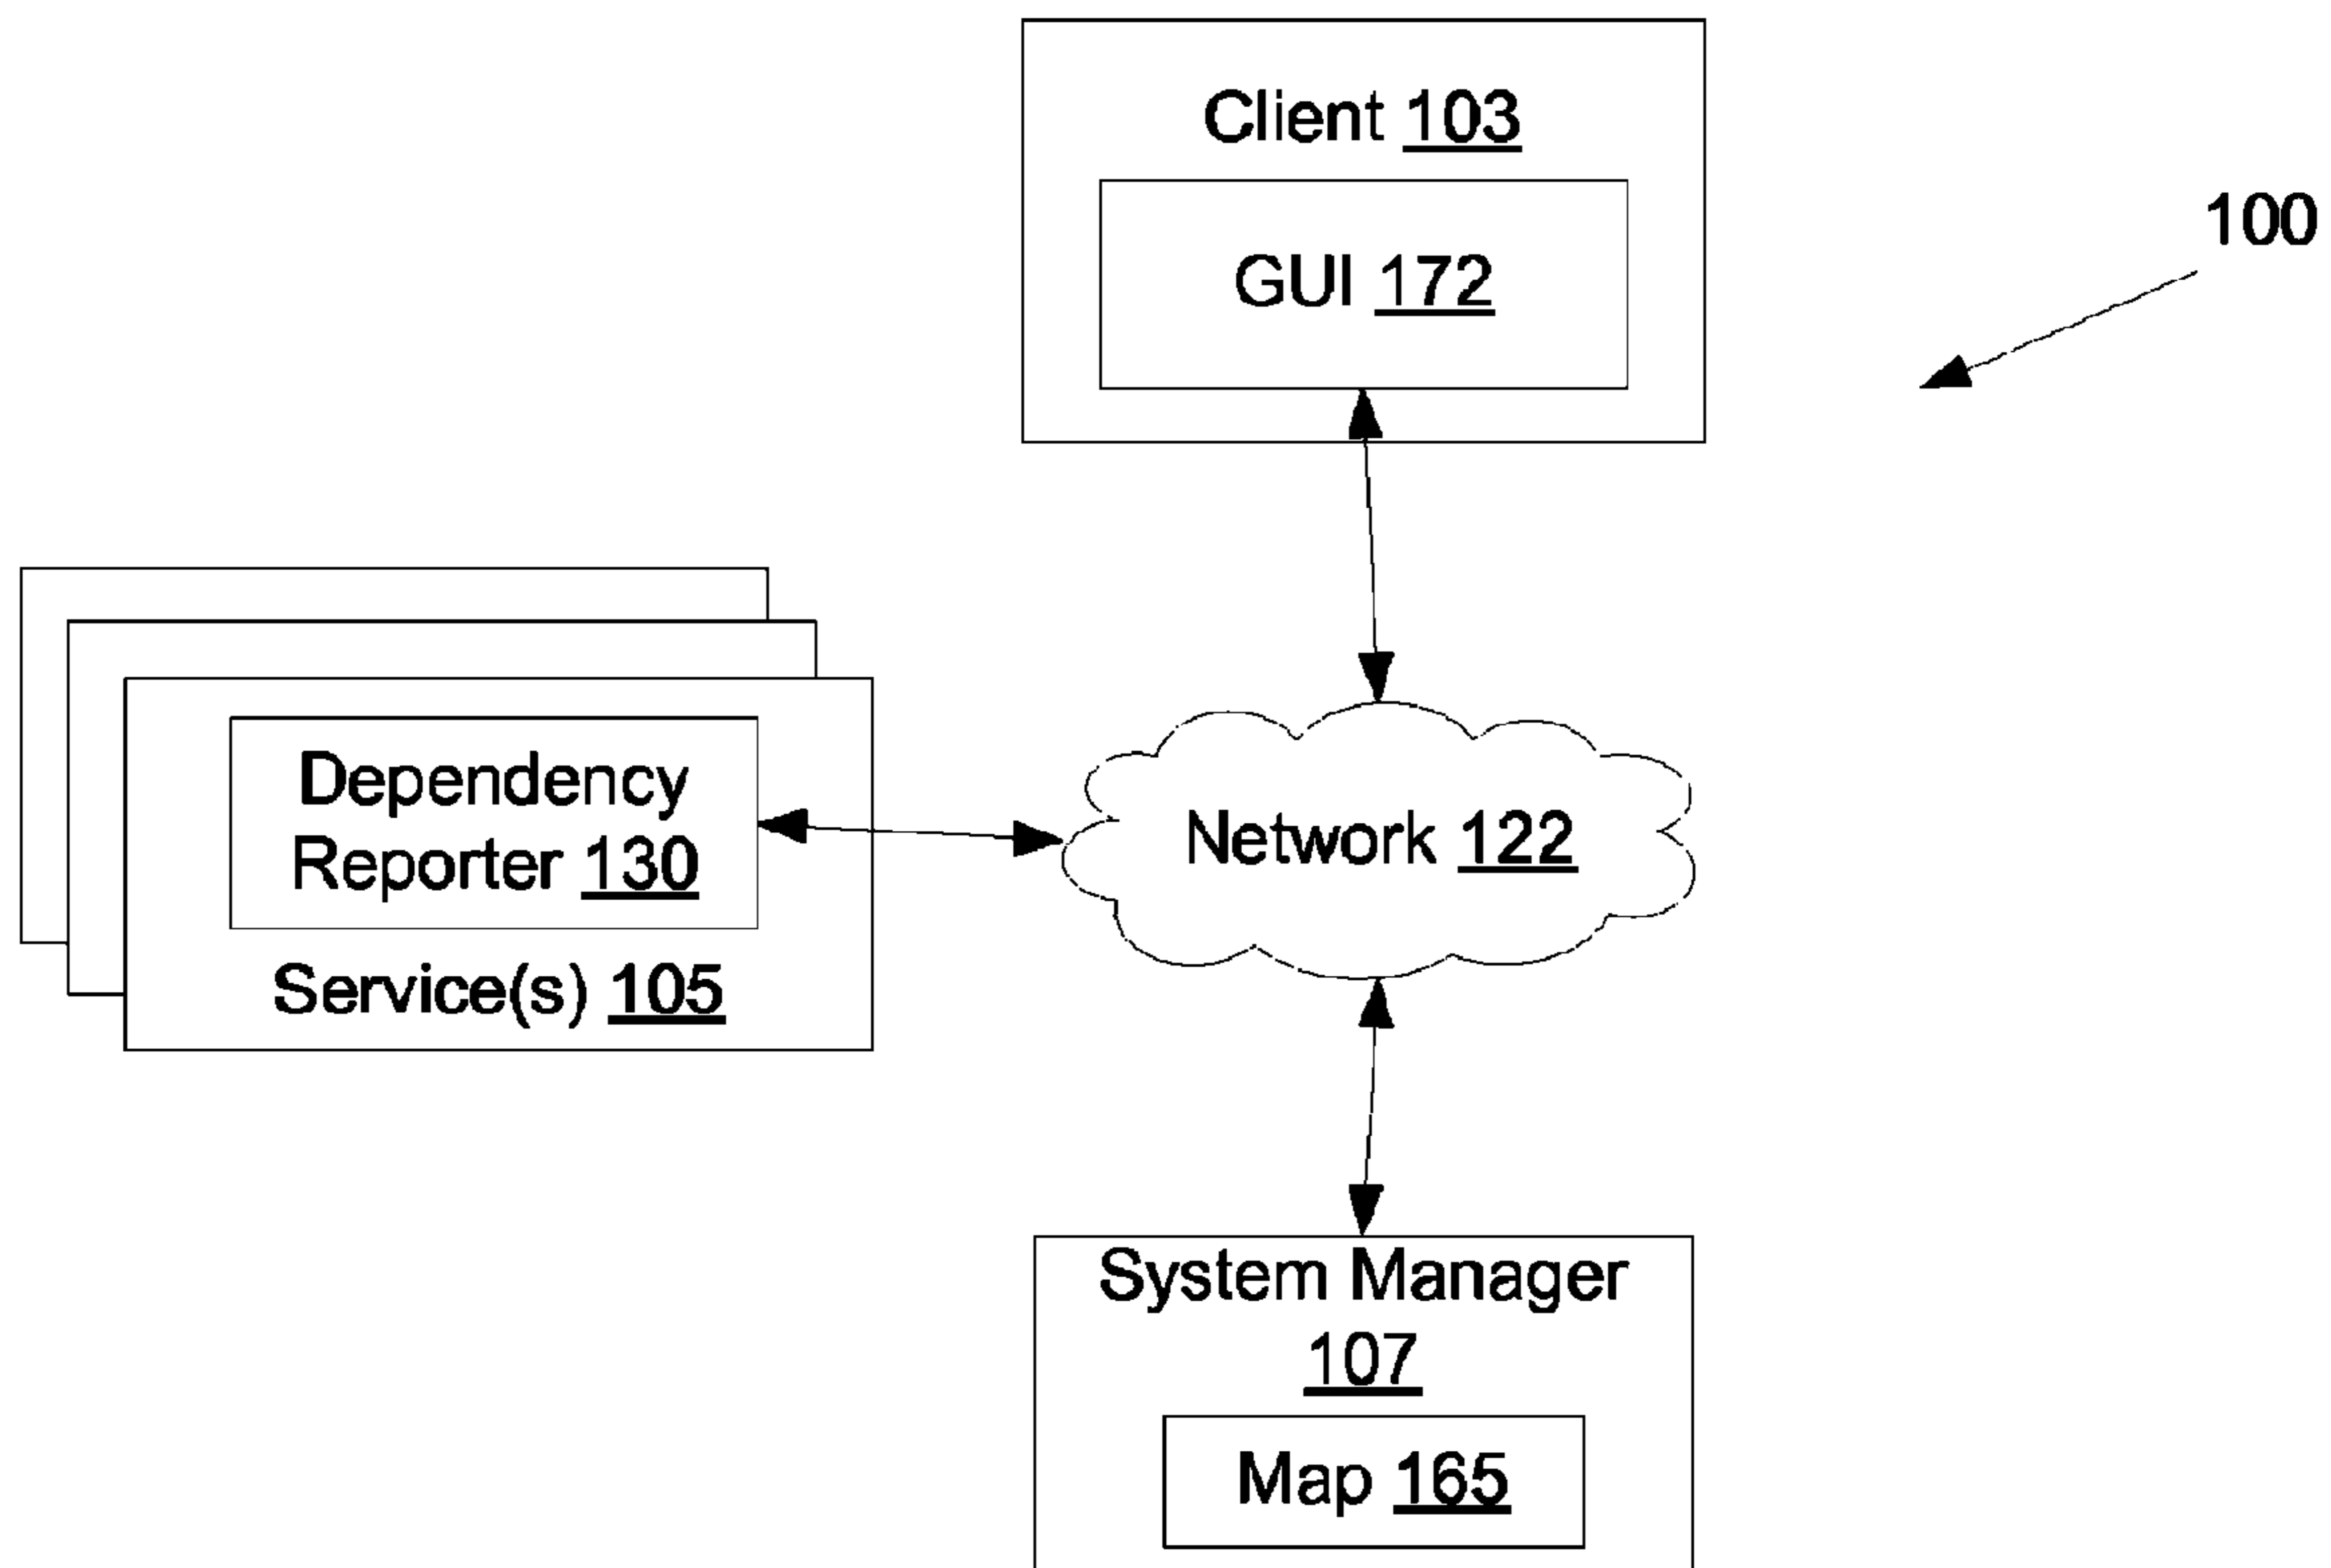 Client 103
GUI 172
100
Dependency
Reporter 130
Service(s) 105
Network 122
System Manager
107
Map 165